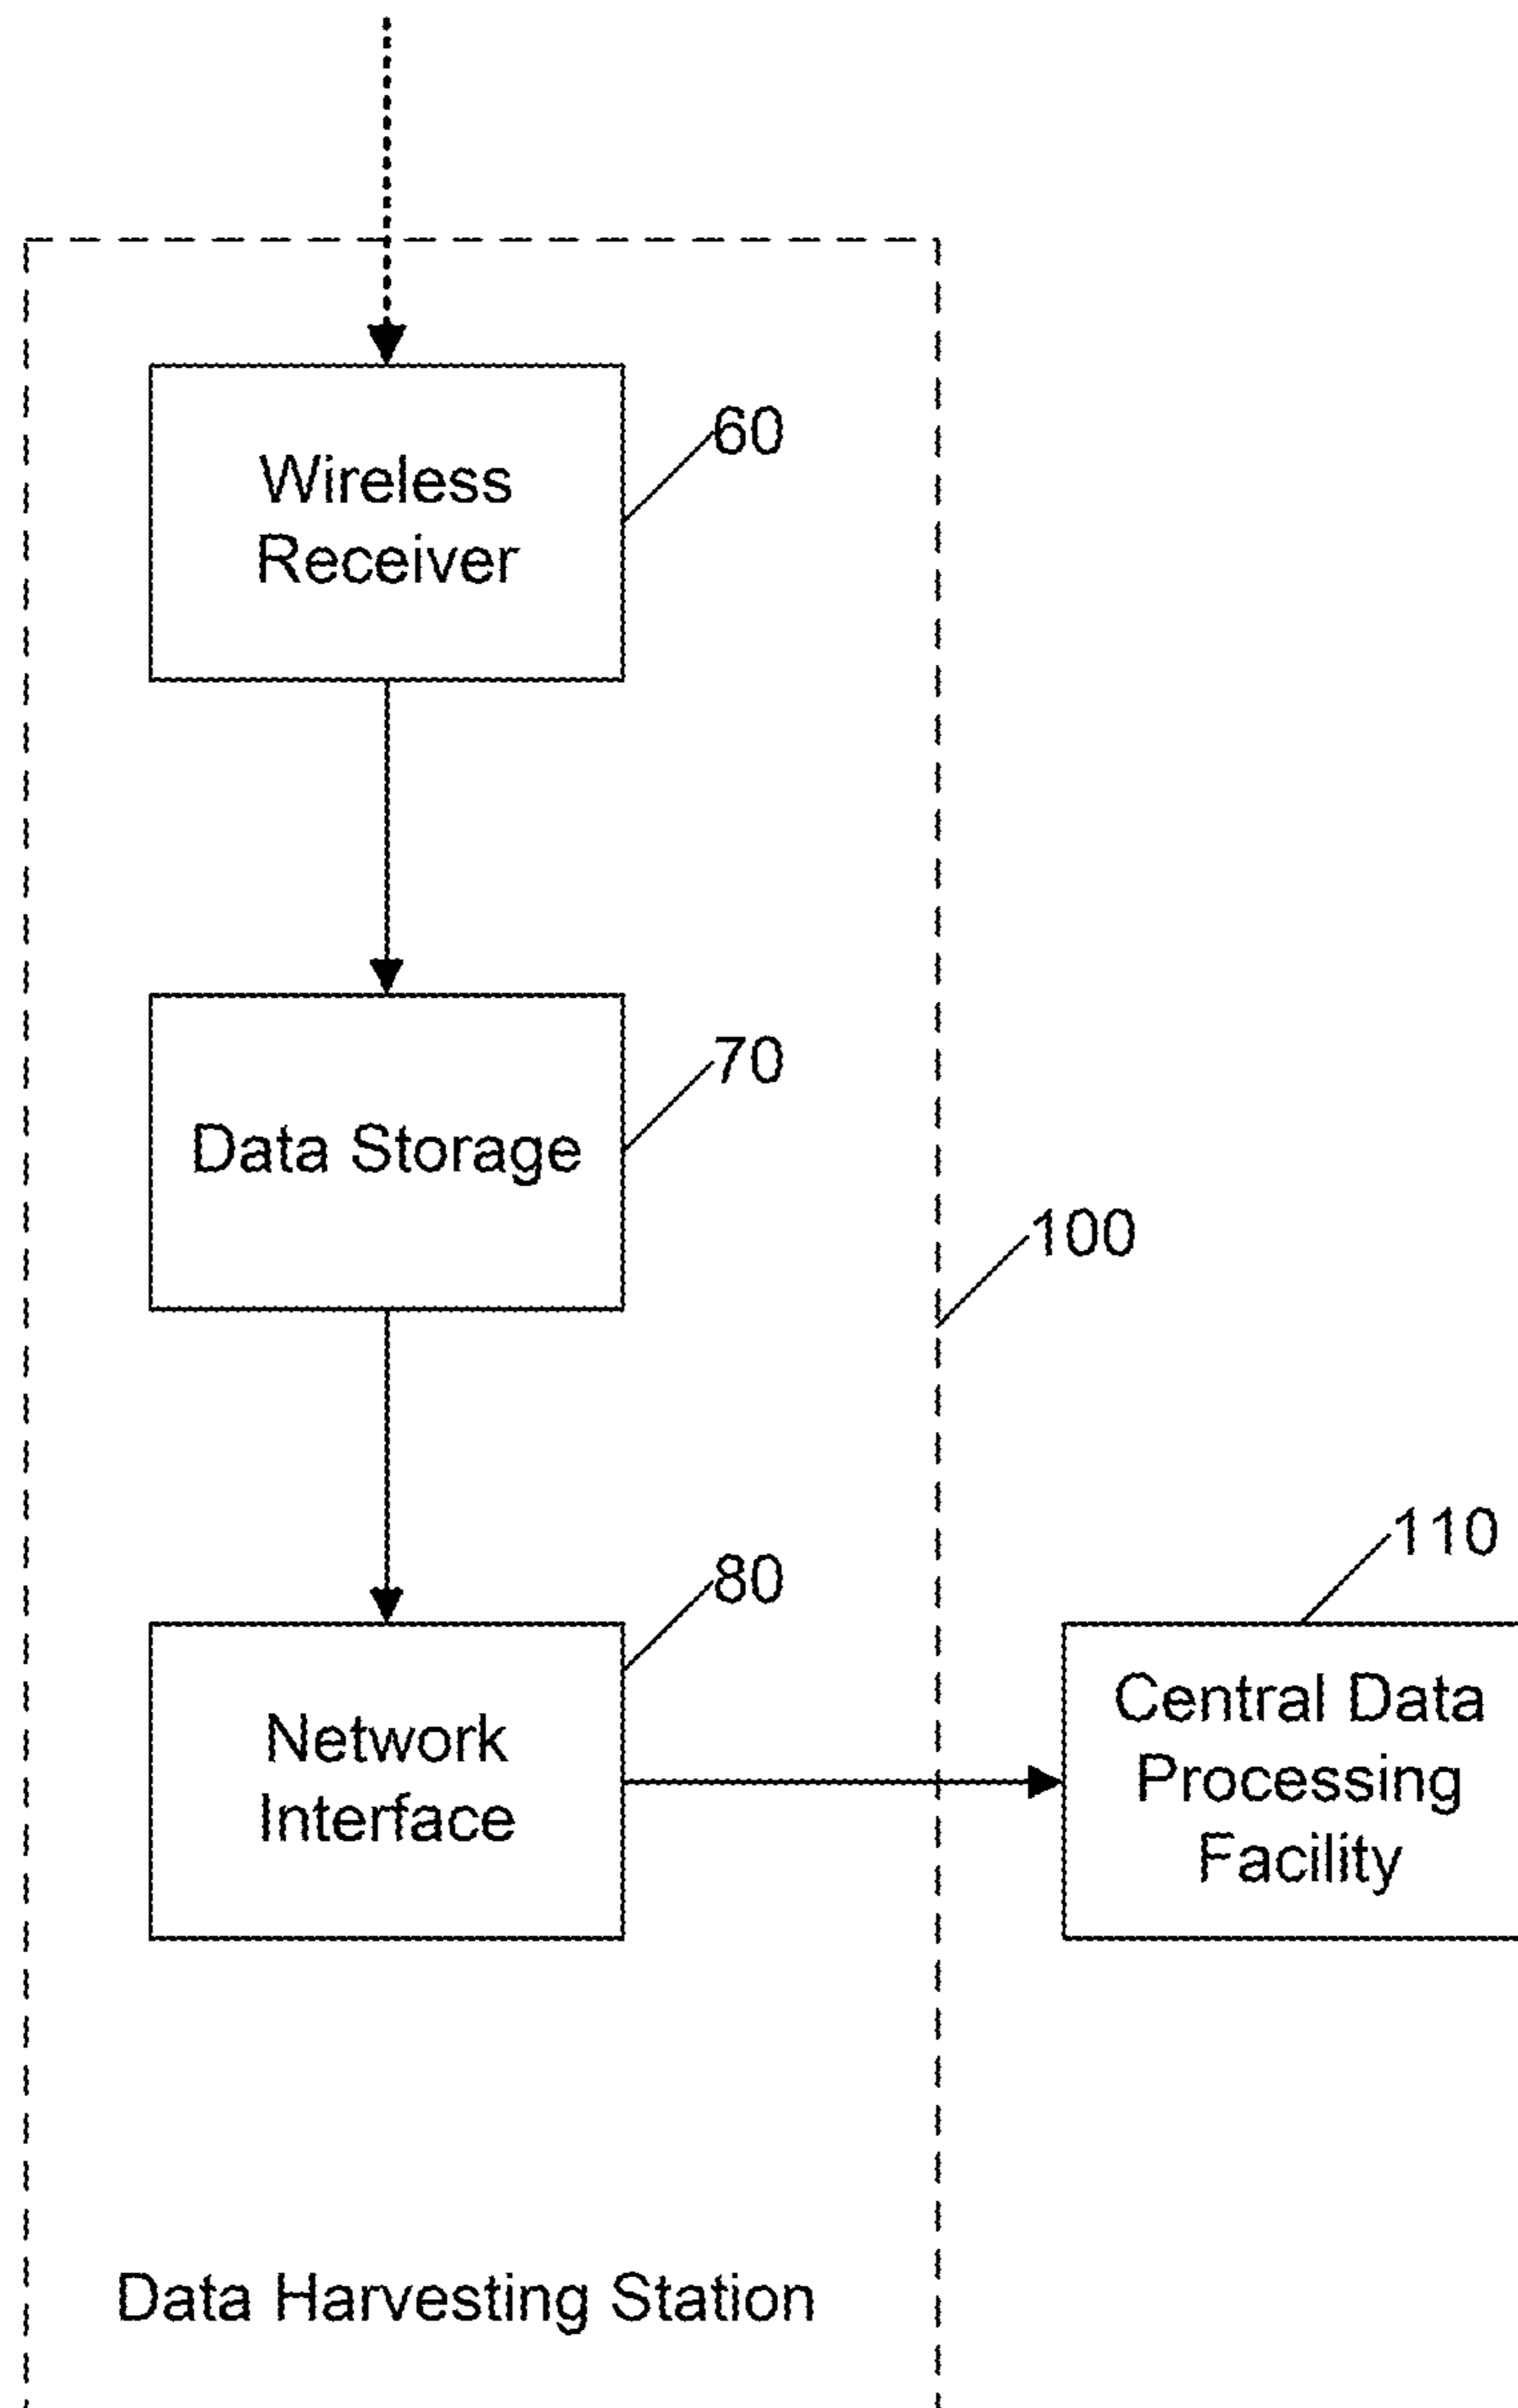 60
Wireless
Receiver
70
Data Storage
100
80
110
Network
Interface
Central Data
Processing
Facility
Data Harvesting Station